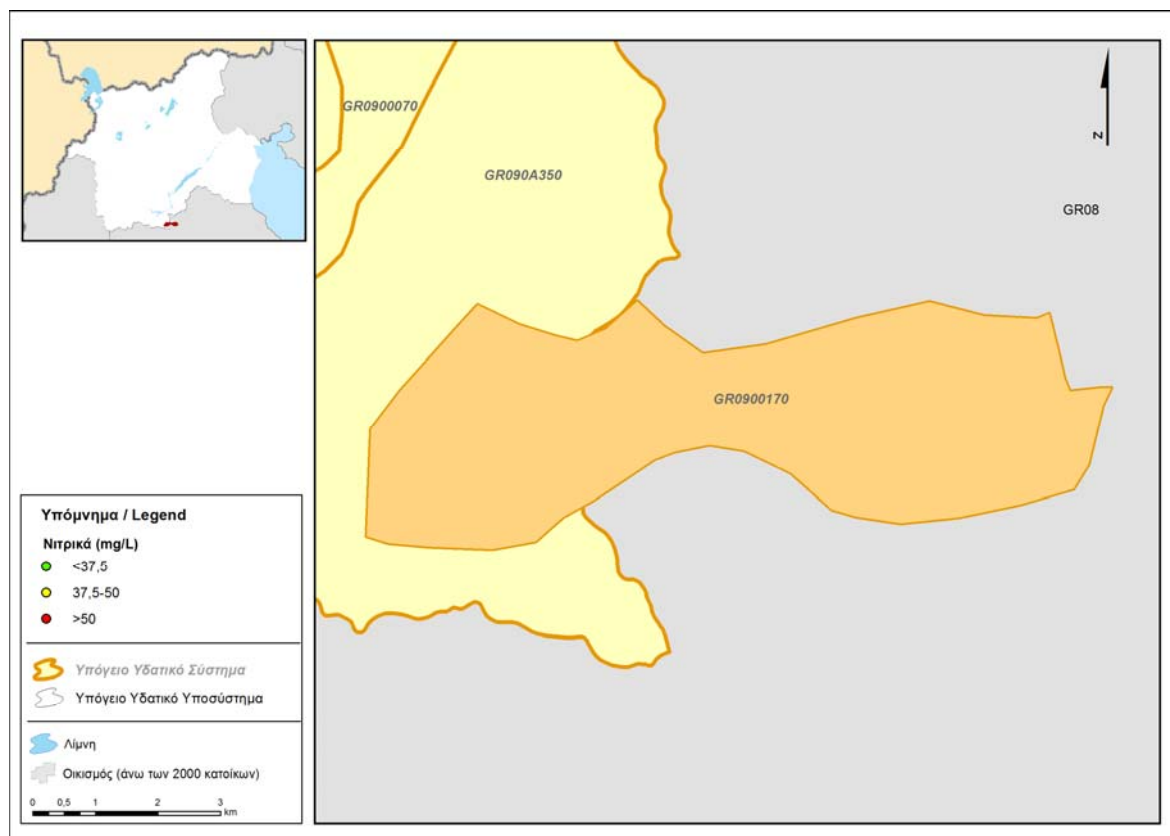 GR0900070
GR090A350
GR08
GR0900170
N
Υπόμνημα / Legend
Νιτρικά (mg/L)
<37,5
37,5-50
>50
Υπόγειο Υδατικό Σύστημα
Υπόγειο Υδατικό Υποσύστημα
Λίμνη
Οικισμός (άνω των 2000 κατοίκων)
0 0,5 1 2 3
km